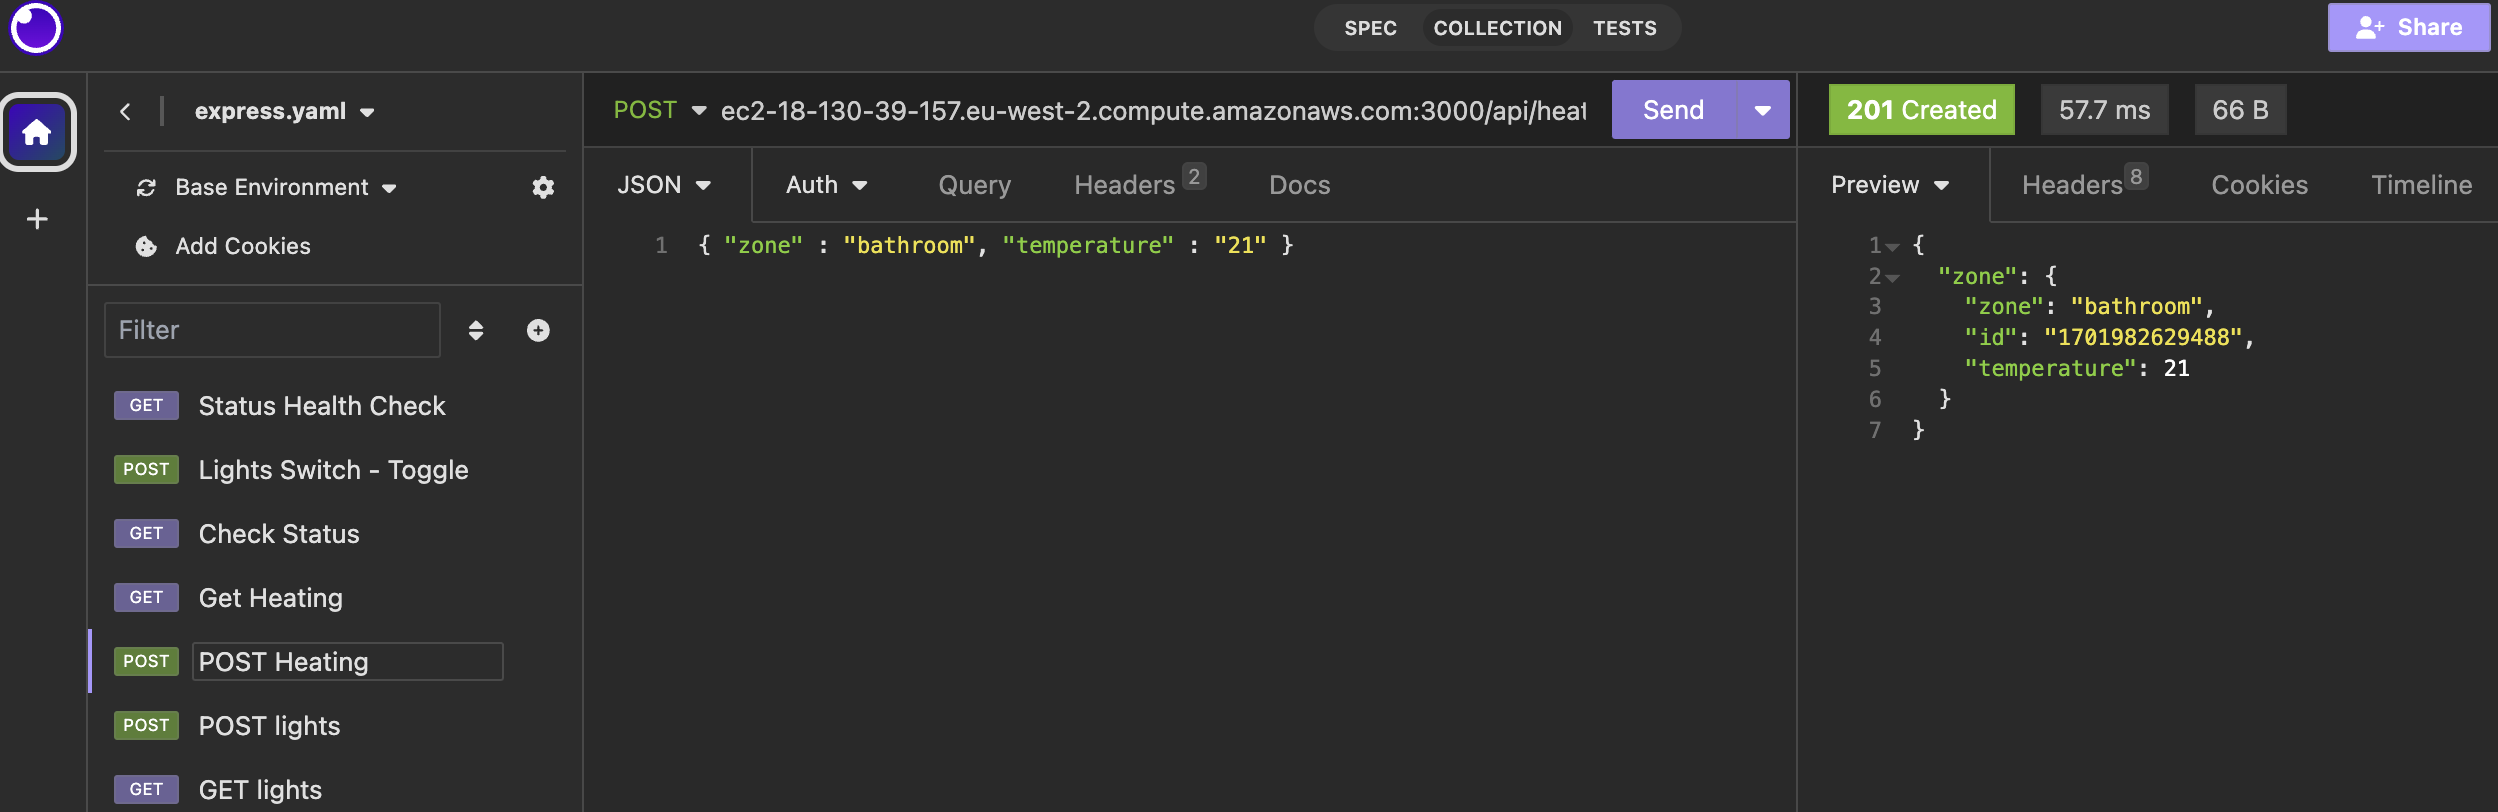 SPEC COLLECTION TESTS
Share
express.yaml
Base Environment
Add Cookies
Filter
GET Status Health Check
POST Lights Switch - Toggle
GET Check Status
GET Get Heating
POST POST Heating
POST POST lights
GET GET lights
POST ec2-18-130-39-157.eu-west-2.compute.amazonaws.com:3000/api/heat
Send
JSON Auth Query Headers 2 Docs
1 { "zone" : "bathroom", "temperature" : "21" }
201 Created 57.7 ms 66 B
Preview Headers 8 Cookies Timeline
1 {
2 "zone": {
3 "zone": "bathroom",
4 "id": "1701982629488",
5 "temperature": 21
6 }
7 }